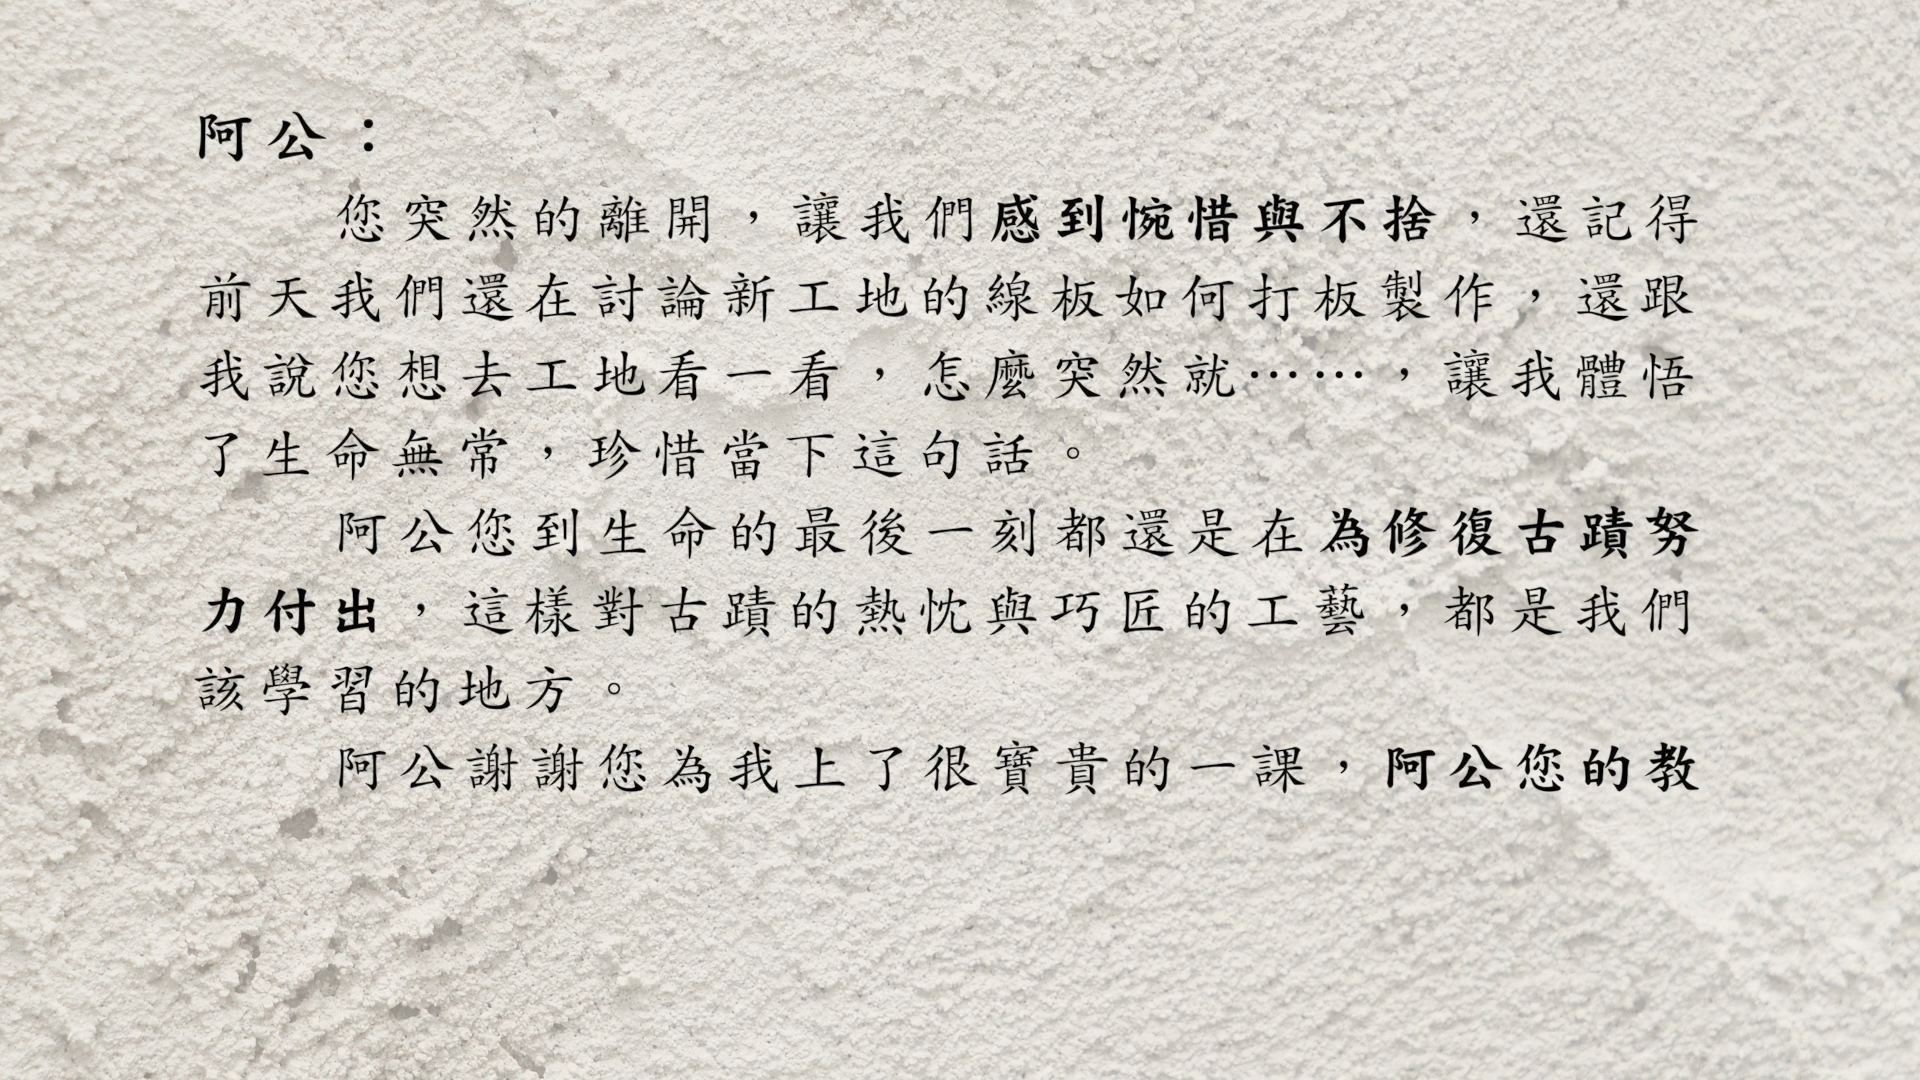 阿公：
您突然的離開，讓我們感到惋惜與不捨，還記得
前天我們還在討論新工地的線板如何打板製作，還跟
我說您想去工地看一看，怎麼突然就……，讓我體悟
了生命無常，珍惜當下這句話。
阿公您到生命的最後一刻都還是在為修復古蹟努
力付出，這樣對古蹟的熱忱與巧匠的工藝，都是我們
該學習的地方。
阿公謝謝您為我上了很寶貴的一課，阿公您的教